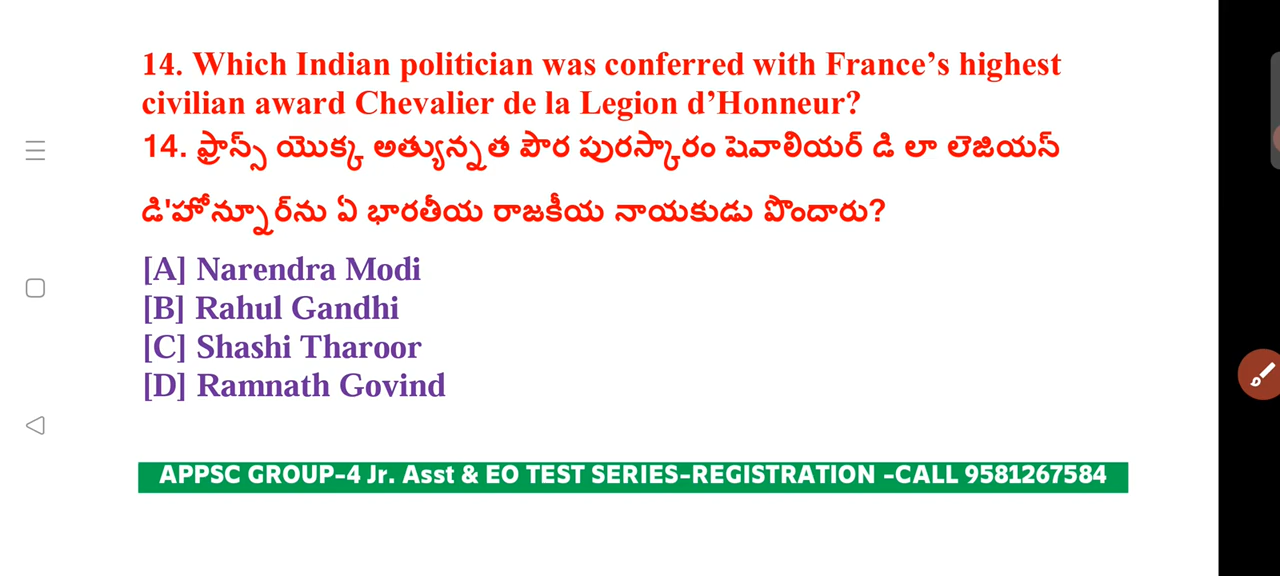 14. Which Indian politician was conferred with France’s highest
civilian award Chevalier de la Legion d’Honneur?
14. ఫ్రాన్స్ యొక్క అత్యున్నత పౌర పురస్కారం షెవాలియర్ డి లా లెజియన్
డి'హోన్నూర్‌ను ఏ భారతీయ రాజకీయ నాయకుడు పొందారు?
[A] Narendra Modi
[B] Rahul Gandhi
[C] Shashi Tharoor
[D] Ramnath Govind
APPSC GROUP-4 Jr. Asst & EO TEST SERIES-REGISTRATION -CALL 9581267584